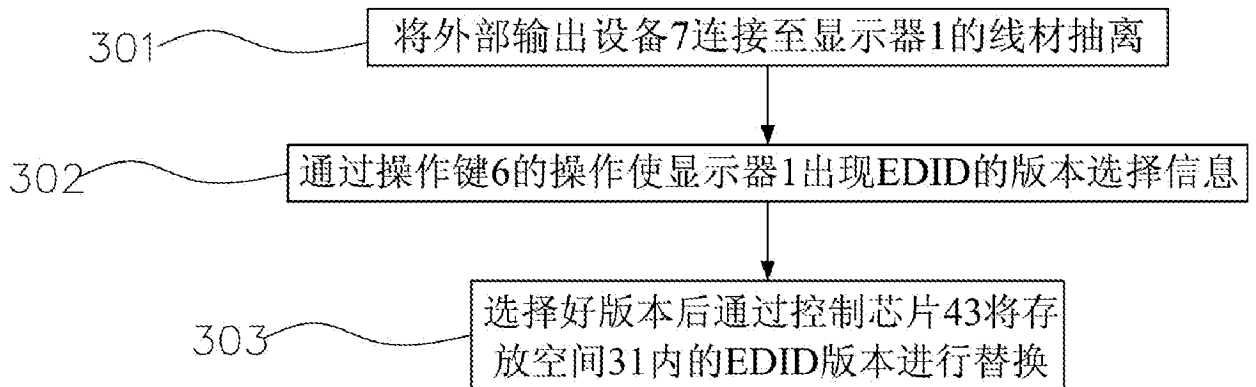 301
将外部输出设备7连接至显示器1的线材抽离
302
通过操作键6的操作使显示器1出现EDID的版本选择信息
303
选择好版本后通过控制芯片43将存
放空间31内的EDID版本进行替换